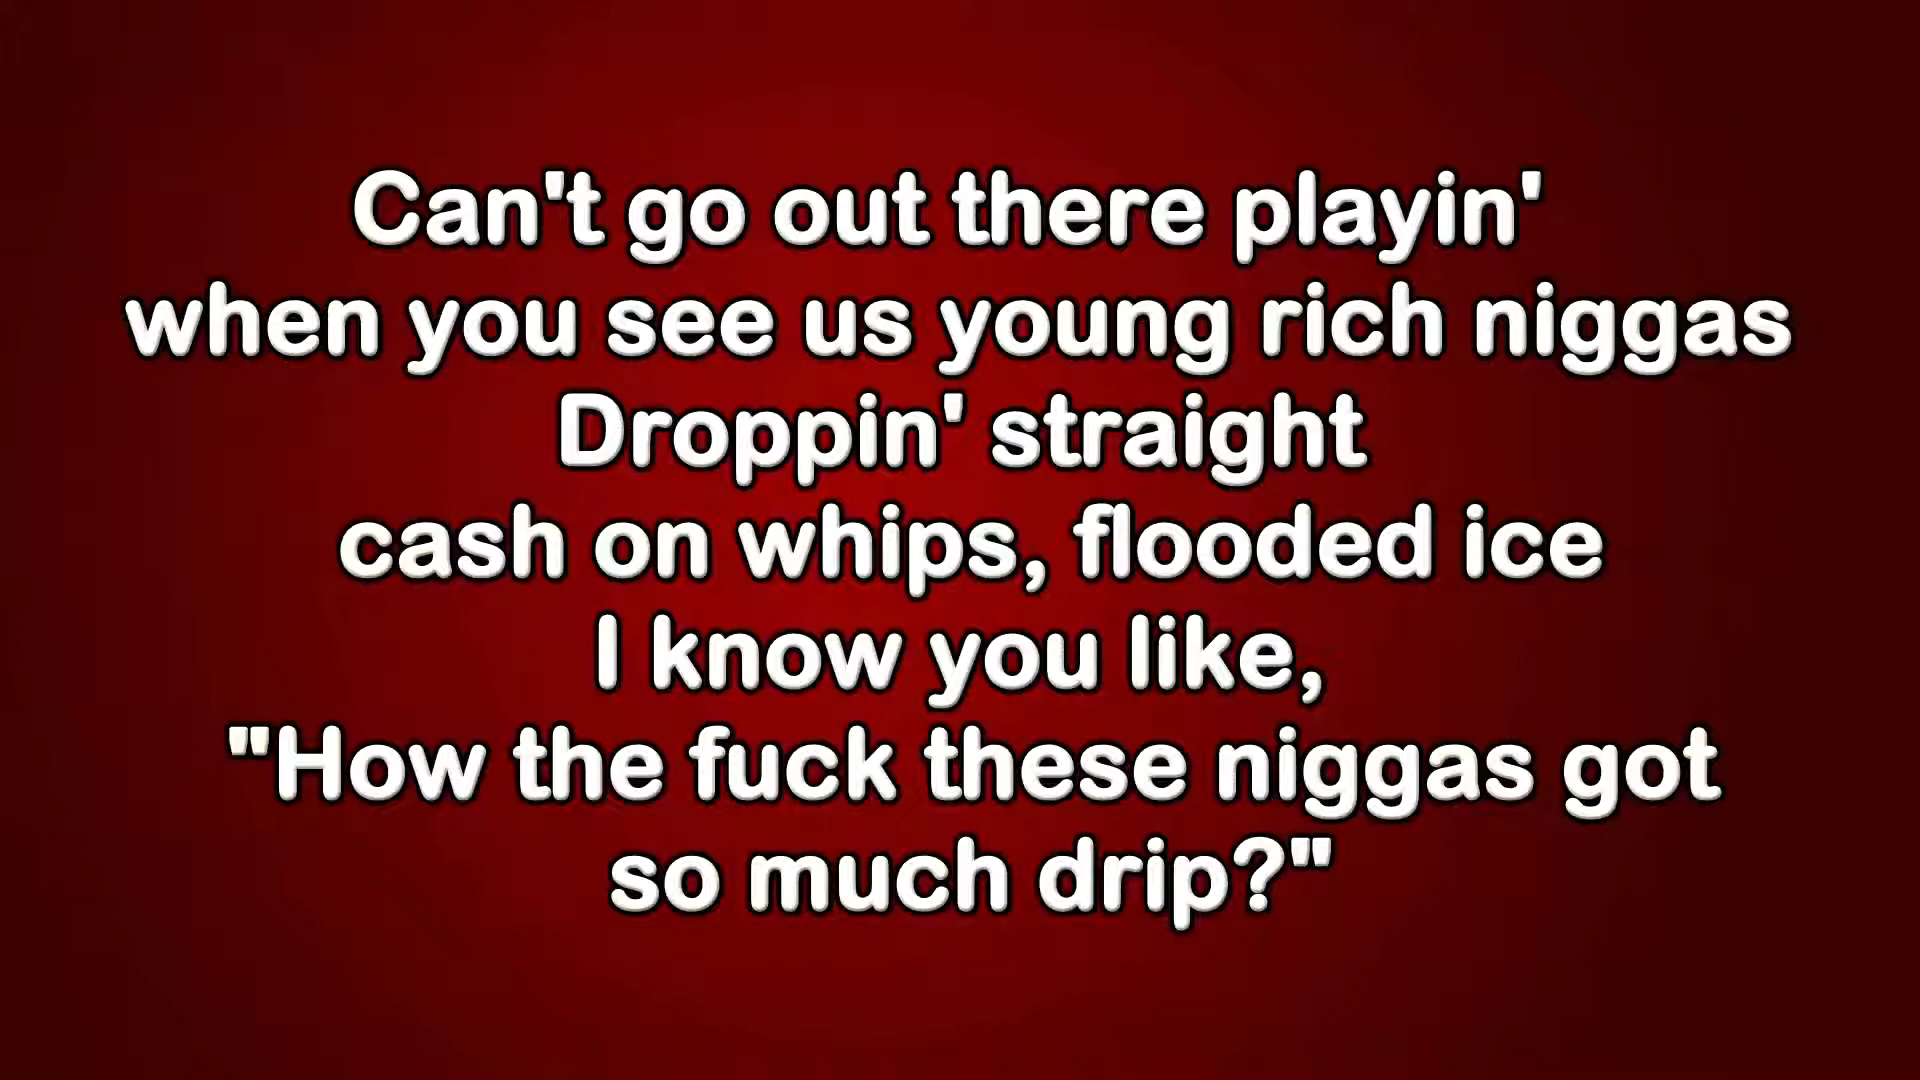 Can't go out there playin'
when you see us young rich niggas
Droppin' straight
cash on whips, flooded ice
I know you like,
"How the fuck these niggas got
so much drip?"